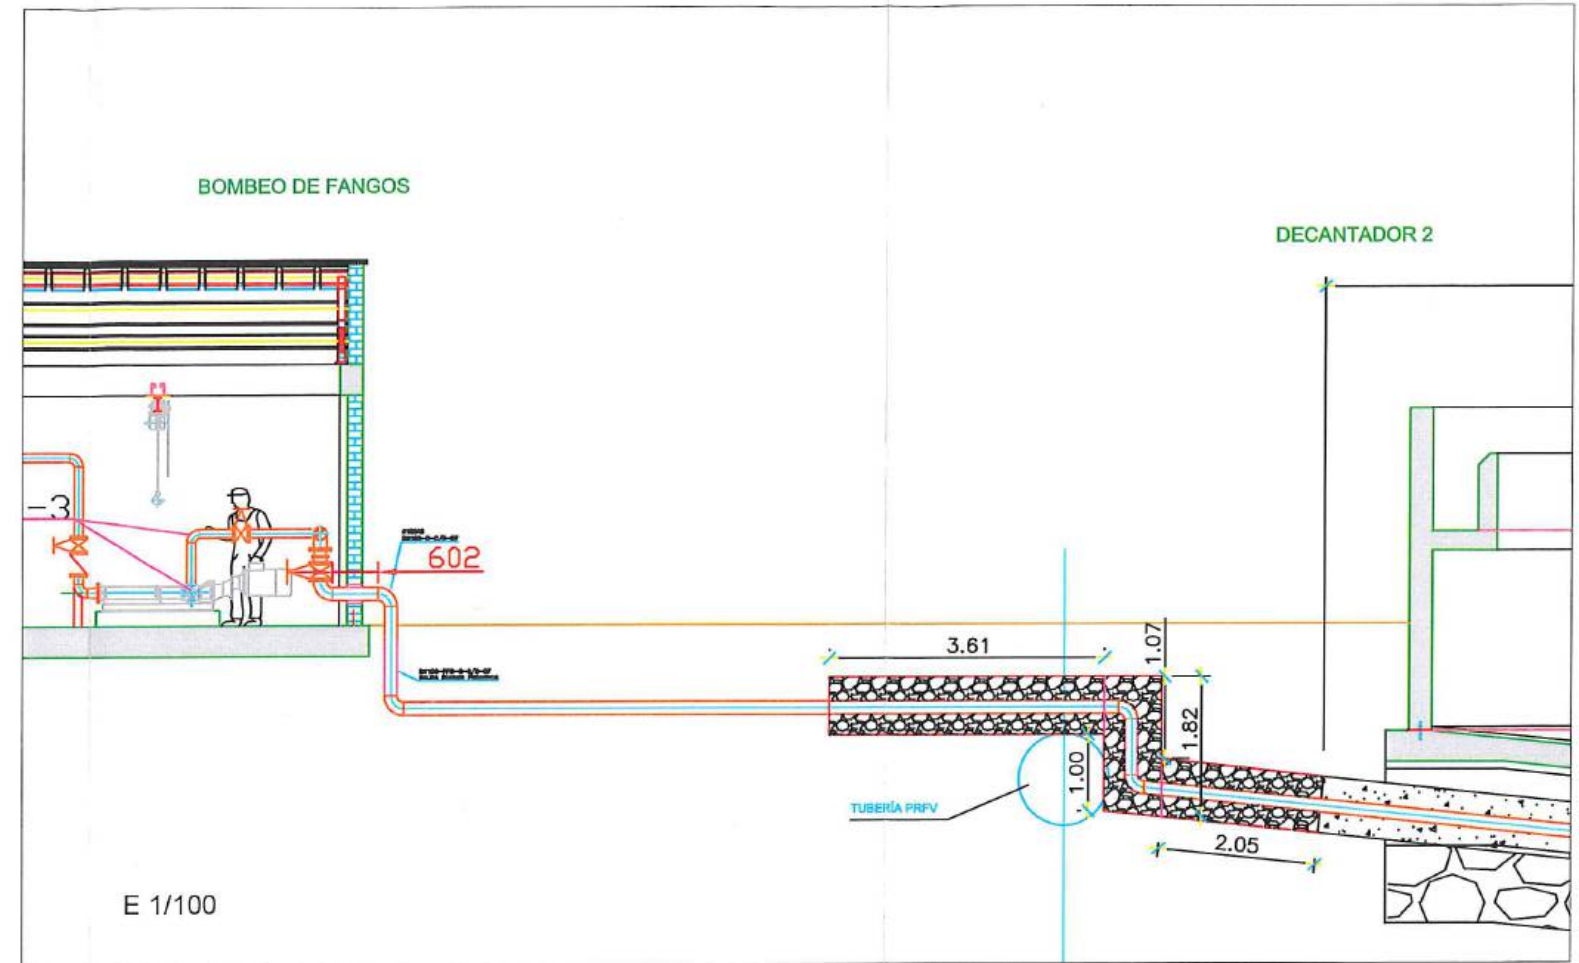 BOMBEO DE FANGOS
DECANTADOR 2
-3
602
3.61
1.07
1.82
1.00
TUBERÍA PRFV
2.05
E 1/100